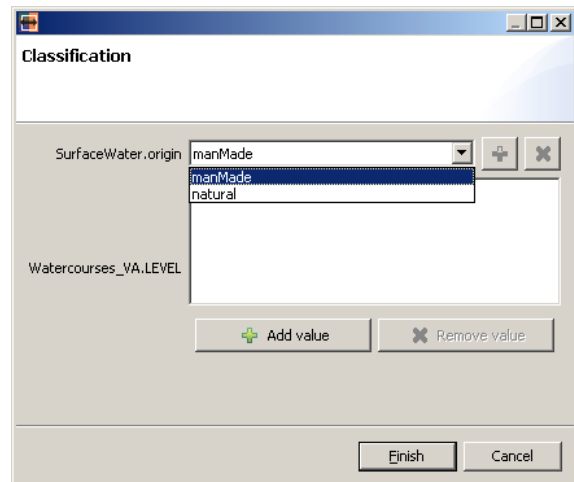 Classification
SurfaceWater.origin manMade
manMade
natural
Watercourses_VA.LEVEL
Add value Remove value
Finish Cancel